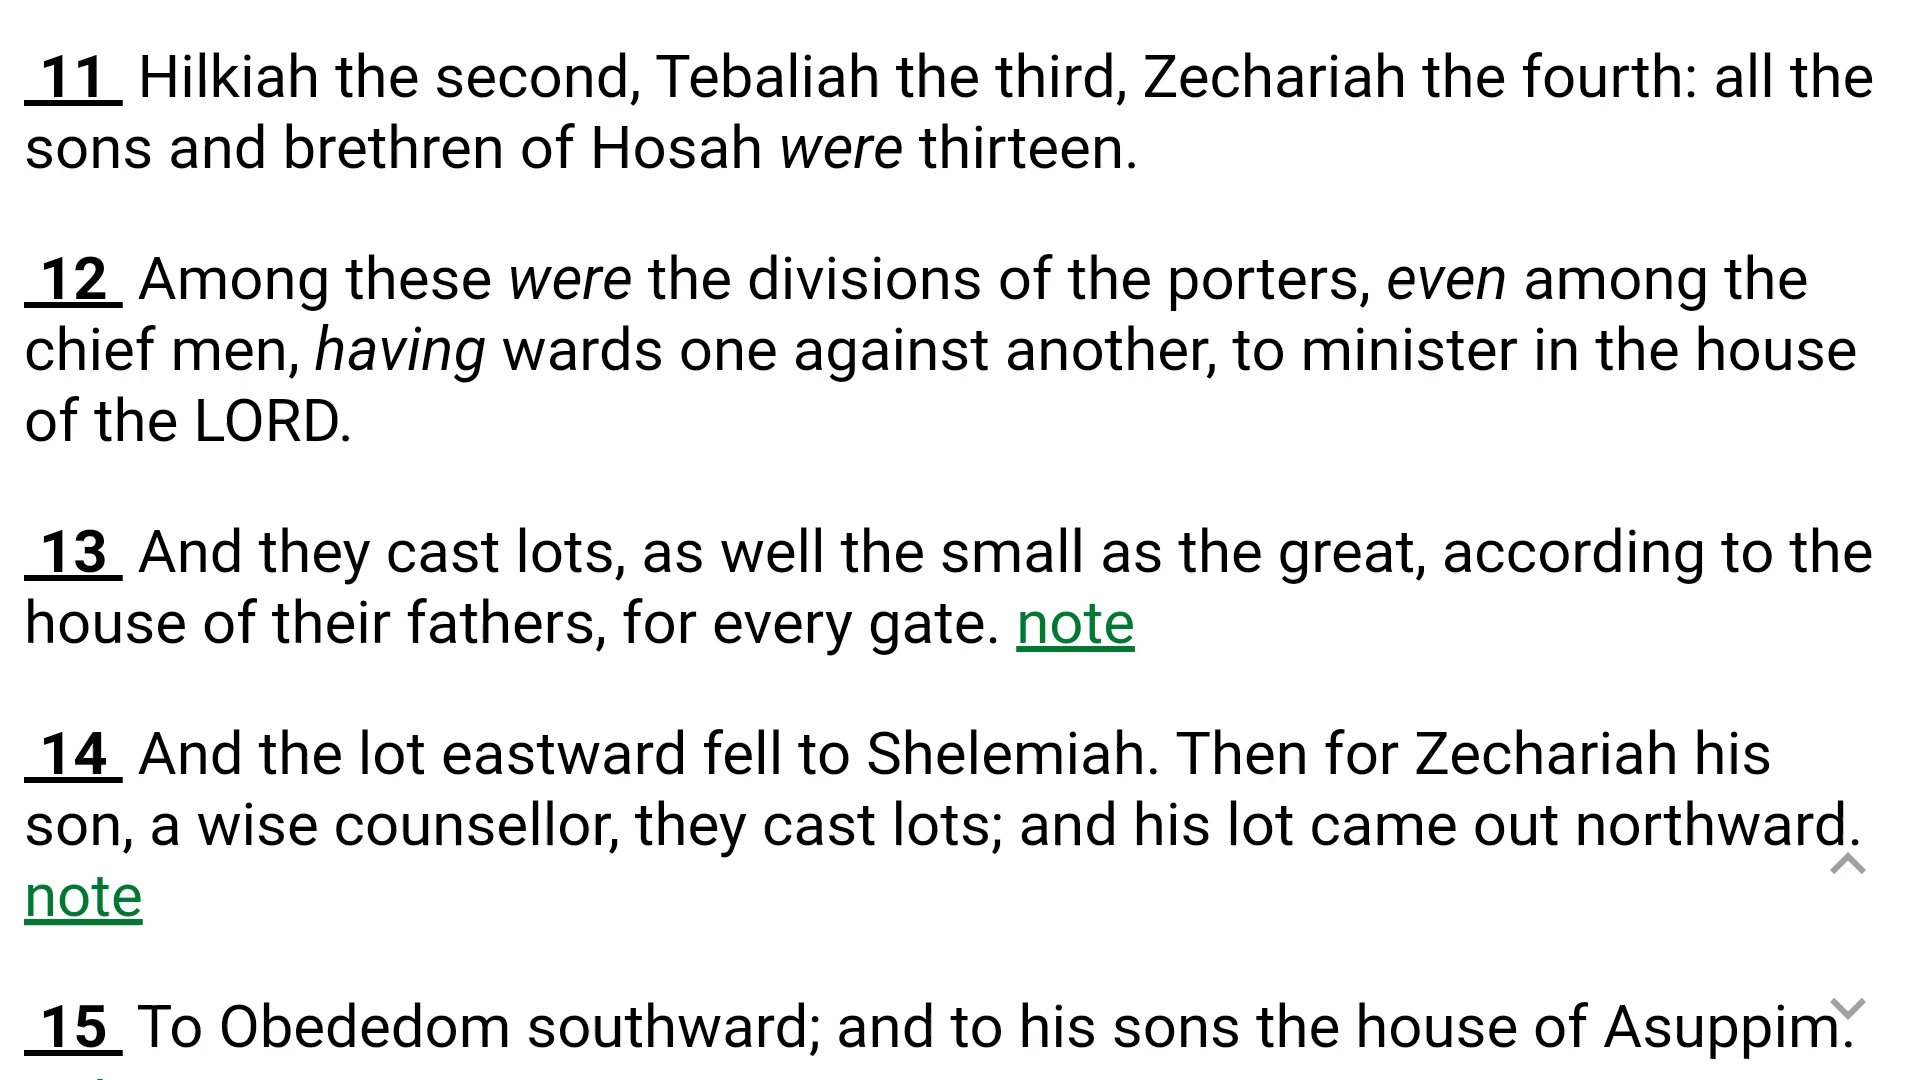 11 Hilkiah the second, Tebaliah the third, Zechariah the fourth: all the
sons and brethren of Hosah were thirteen.
12 Among these were the divisions of the porters, even among the
chief men, having wards one against another, to minister in the house
of the LORD.
13 And they cast lots, as well the small as the great, according to the
house of their fathers, for every gate. note
14 And the lot eastward fell to Shelemiah. Then for Zechariah his
son, a wise counsellor, they cast lots; and his lot came out northward.
note
15 To Obededom southward; and to his sons the house of Asuppim.